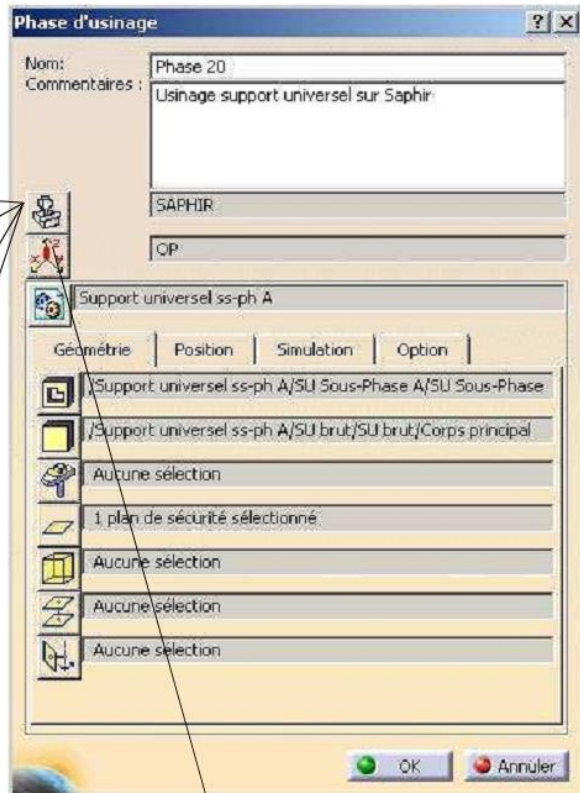 Phase d'usinage
Nom:
Phase 20
Commentaires :
Usinage support universel sur Saphir
SAPHIR
OP
Support universel ss-ph A
Géométrie Position Simulation Option
/Support universel ss-ph A/SU Sous-Phase A/SU Sous-Phase
/Support universel ss-ph A/SU brut/SU brut/Corps principal
Aucune sélection
1 plan de sécurité sélectionné
Aucune sélection
Aucune sélection
Aucune sélection
OK Annuler